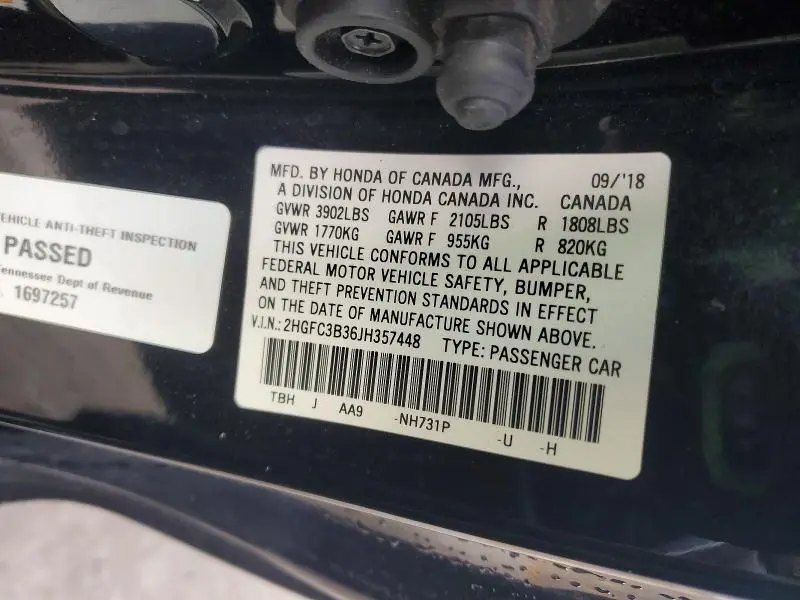 MFD. BY HONDA OF CANADA MFG., 09/'18
A DIVISION OF HONDA CANADA INC. CANADA
GVWR 3902LBS GAWR F 2105LBS R 1808LBS
GVWR 1770KG GAWR F 955KG R 820KG
THIS VEHICLE CONFORMS TO ALL APPLICABLE
FEDERAL MOTOR VEHICLE SAFETY, BUMPER,
AND THEFT PREVENTION STANDARDS IN EFFECT
ON THE DATE OF MANUFACTURE SHOWN ABOVE.
V.I.N.: 2HGFC3B36JH357448 TYPE: PASSENGER CAR
TBH J AA9 -NH731P -U -H
EHICLE ANTI-THEFT INSPECTION
PASSED
ennessee Dept of Revenue
1697257